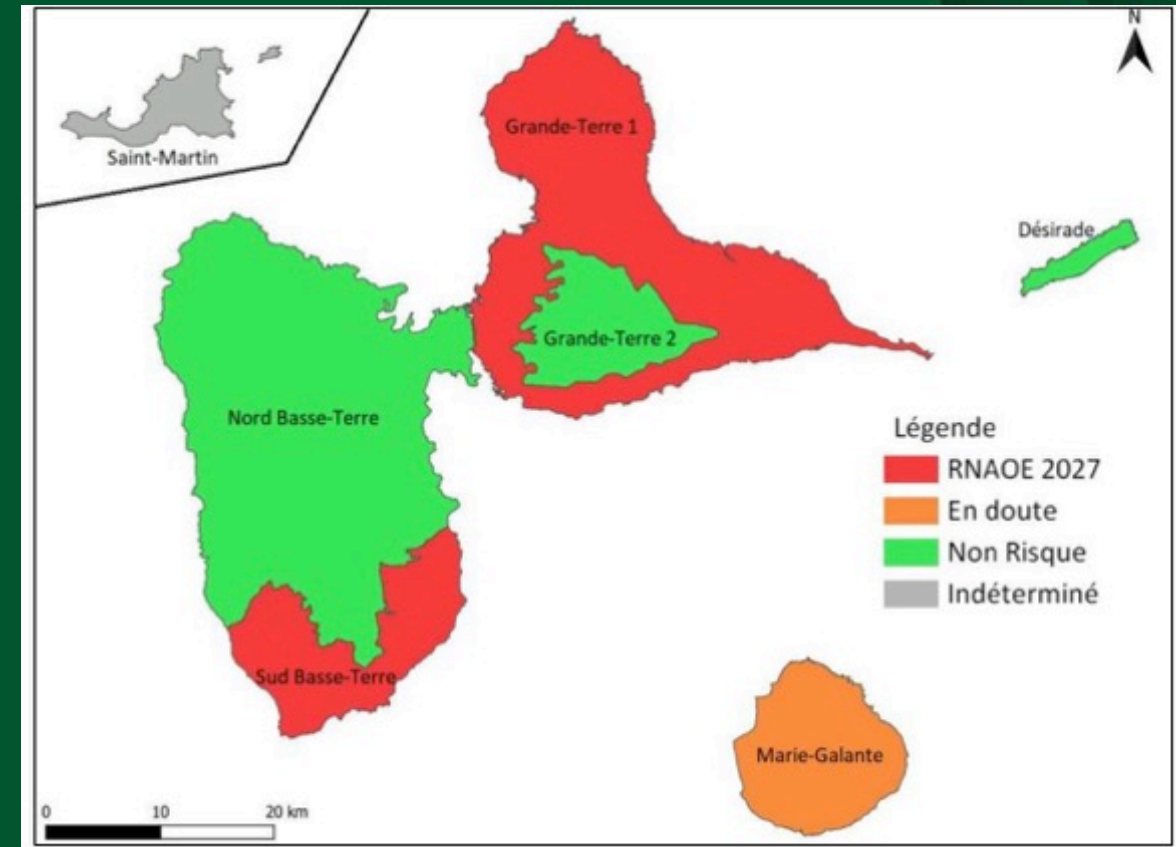 N
Saint-Martin
Grande-Terre 1
Désirade
Grande-Terre 2
Nord Basse-Terre
Légende
RNAOE 2027
En doute
Non Risque
Indéterminé
Sud Basse-Terre
Marie-Galante
0 10 20 km